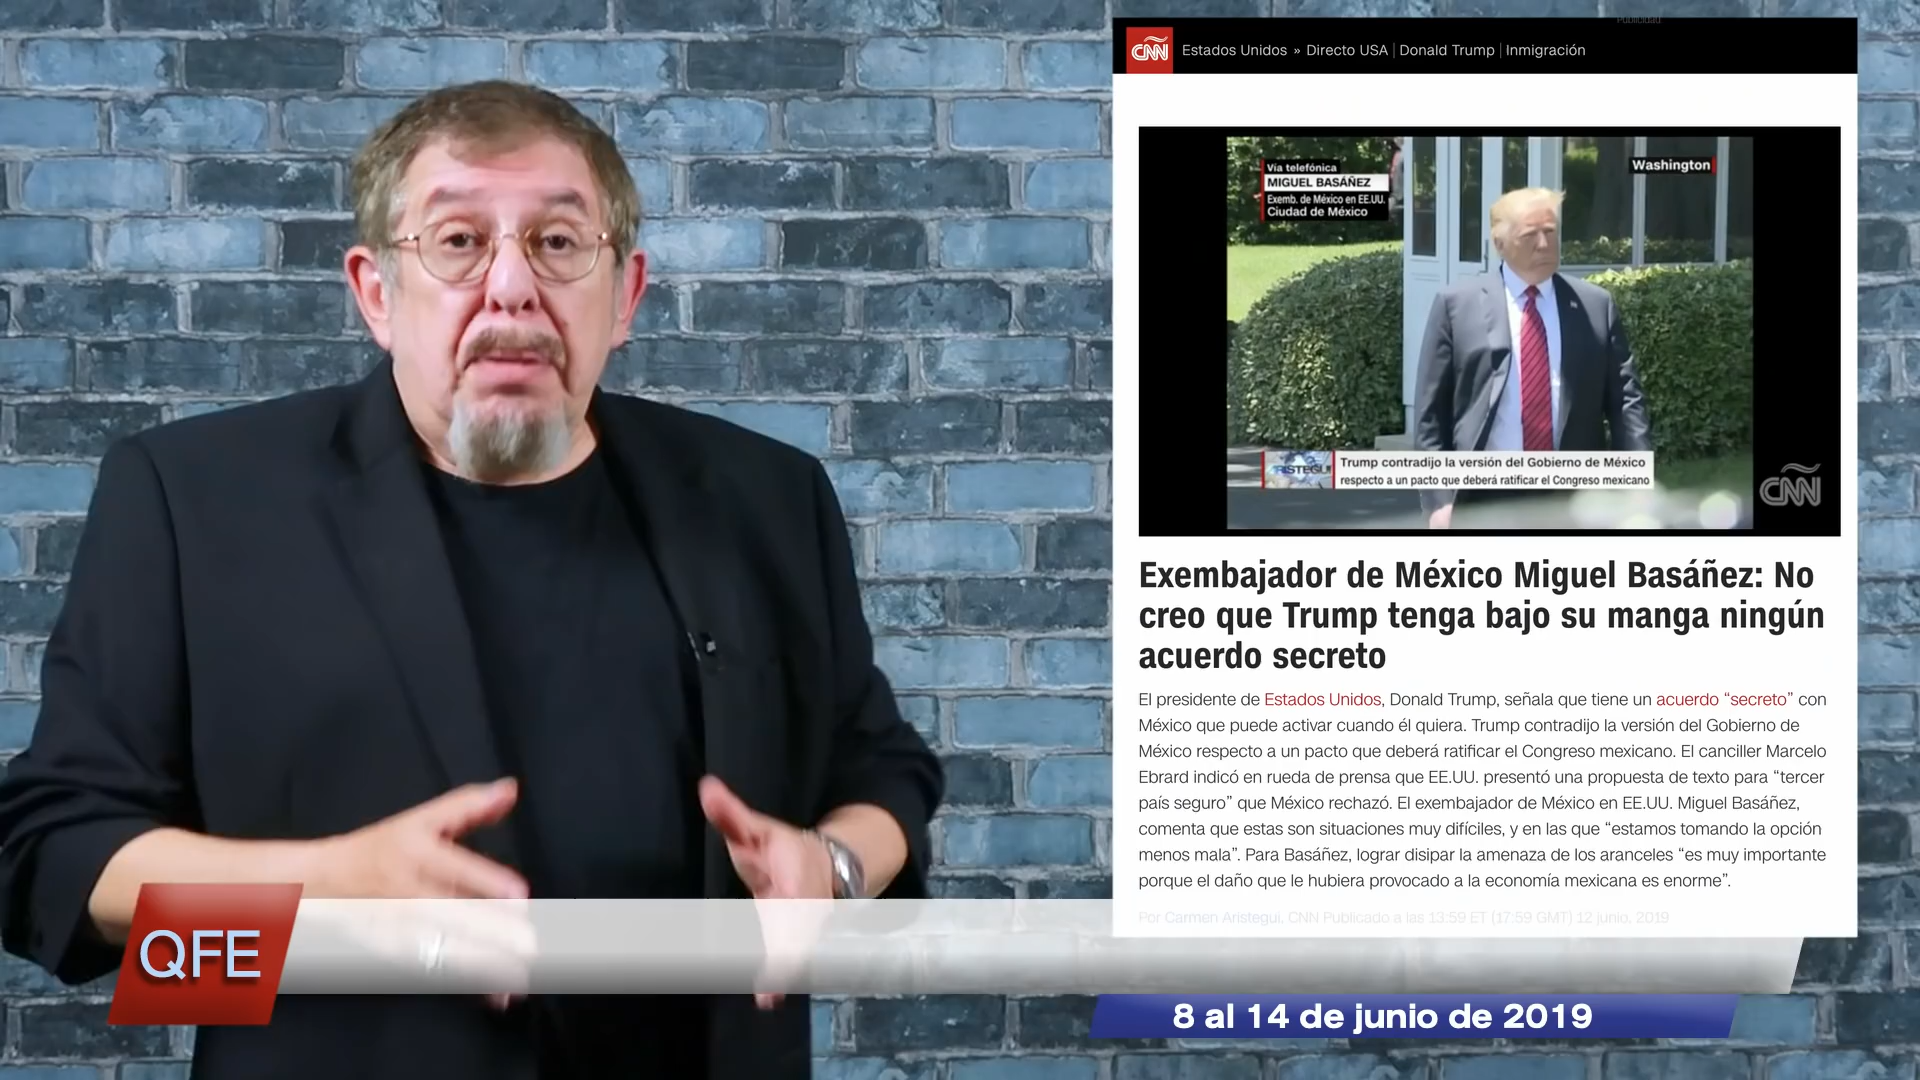 Publicidad
CNN Estados Unidos » Directo USA | Donald Trump | Inmigración
Vía telefónica
MIGUEL BASÁÑEZ
Exemb. de México en EE.UU.
Ciudad de México
Washington
ARISTEGUI
Trump contradijo la versión del Gobierno de México
respecto a un pacto que deberá ratificar el Congreso mexicano
CNN
Exembajador de México Miguel Basáñez: No
creo que Trump tenga bajo su manga ningún
acuerdo secreto
El presidente de Estados Unidos, Donald Trump, señala que tiene un acuerdo “secreto” con
México que puede activar cuando él quiera. Trump contradijo la versión del Gobierno de
México respecto a un pacto que deberá ratificar el Congreso mexicano. El canciller Marcelo
Ebrard indicó en rueda de prensa que EE.UU. presentó una propuesta de texto para “tercer
país seguro” que México rechazó. El exembajador de México en EE.UU. Miguel Basáñez,
comenta que estas son situaciones muy difíciles, y en las que “estamos tomando la opción
menos mala”. Para Basáñez, lograr disipar la amenaza de los aranceles “es muy importante
porque el daño que le hubiera provocado a la economía mexicana es enorme”.
Por Carmen Aristegui, CNN Publicado a las 13:59 ET (17:59 GMT) 12 junio, 2019
QFE
8 al 14 de junio de 2019